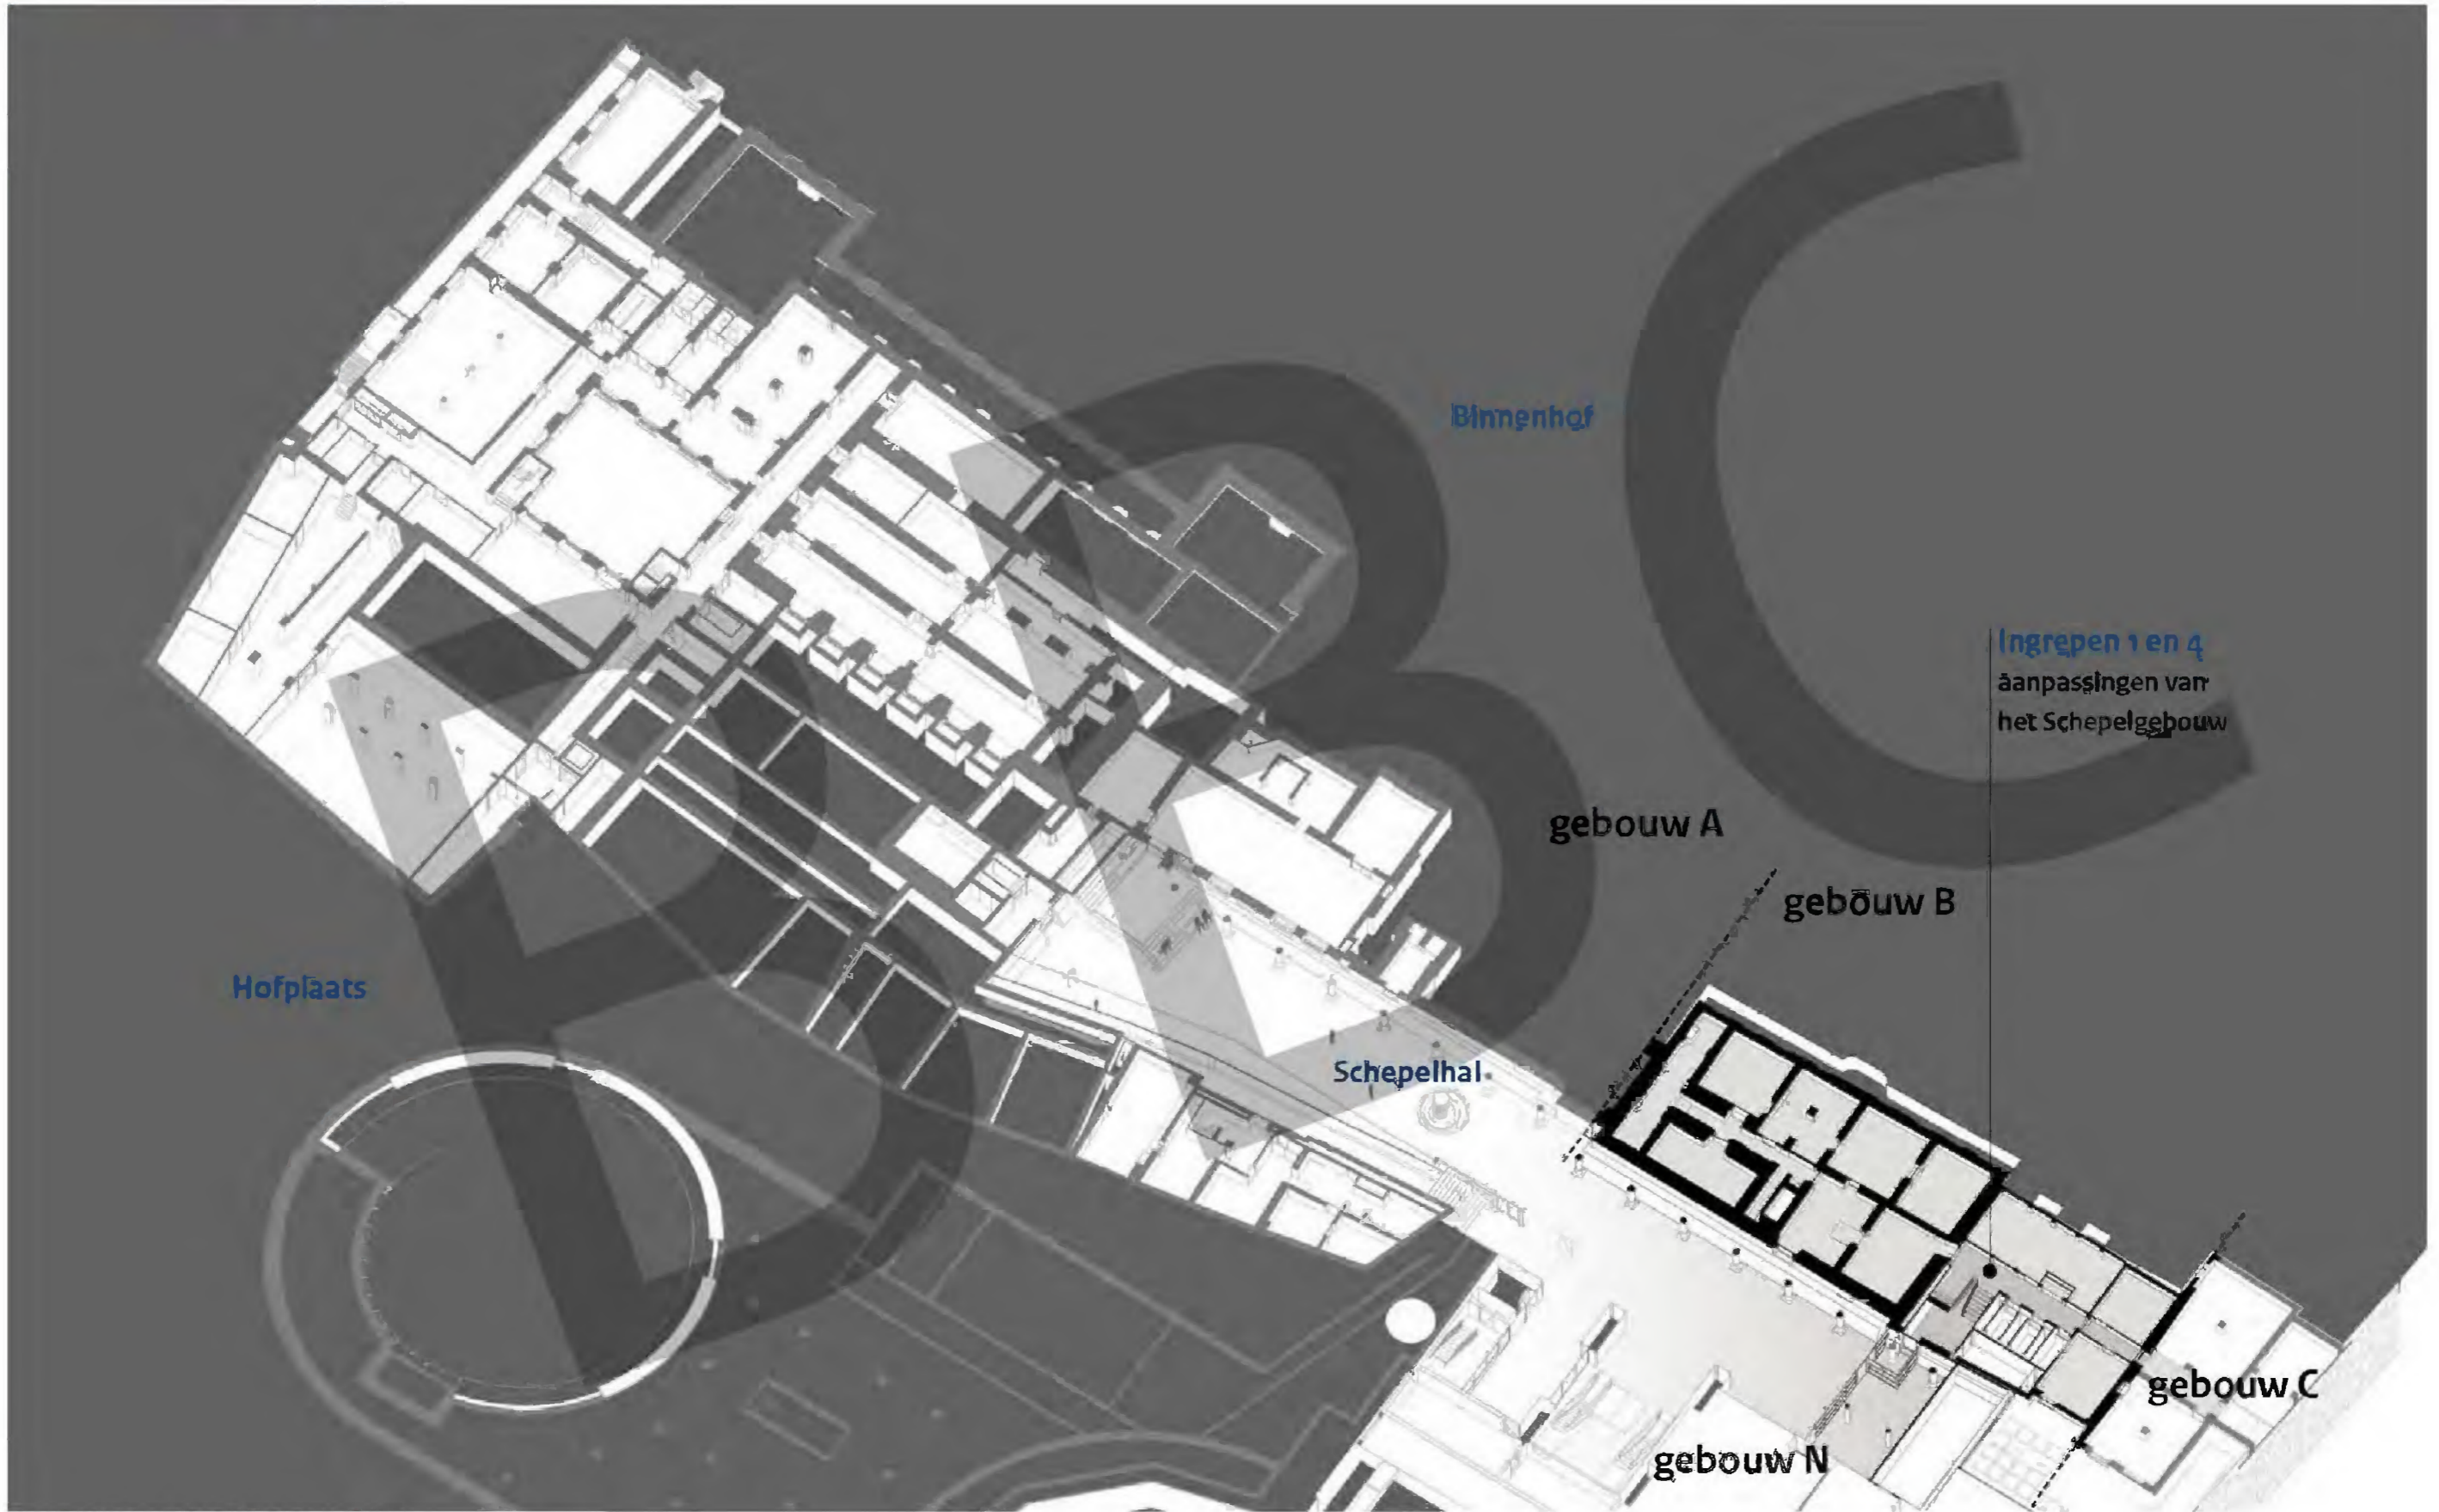 Binnenhof
Ingrepen 1 en 4
aanpassingen van
het Schepelgebouw
gebouw A
gebouw B
Hofplaats
Schepelhal
gebouw C
gebouw N